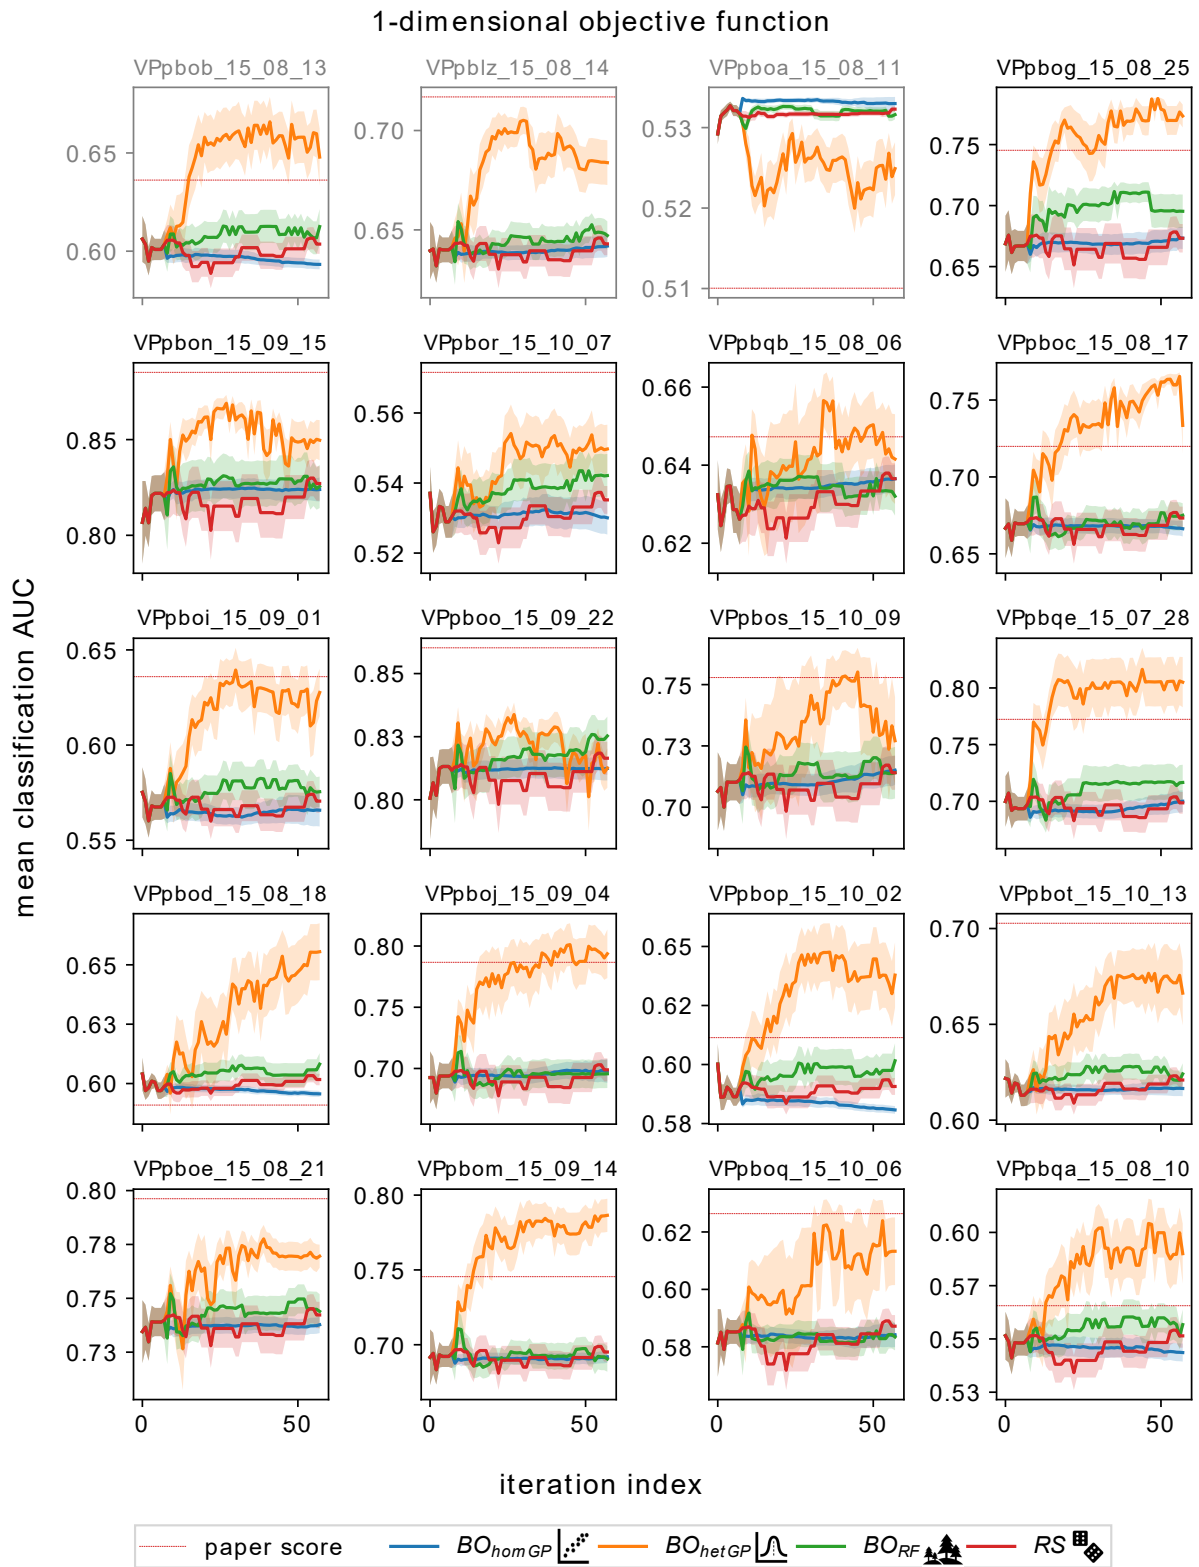 1-dimensional objective function
VPpbob_15_08_13
VPpblz_15_08_14
VPpboa_15_08_11
VPpbog_15_08_25
0.65
0.60
0.70
0.65
0.53
0.52
0.51
0.75
0.70
0.65
VPpbon_15_09_15
VPpbor_15_10_07
VPpbqb_15_08_06
VPpboc_15_08_17
0.85
0.80
0.56
0.54
0.52
0.66
0.64
0.62
0.75
0.70
0.65
VPpboi_15_09_01
VPpboo_15_09_22
VPpbos_15_10_09
VPpbqe_15_07_28
0.65
0.60
0.55
0.85
0.83
0.80
0.75
0.73
0.70
0.80
0.75
0.70
VPpbod_15_08_18
VPpboj_15_09_04
VPpbop_15_10_02
VPpbot_15_10_13
0.65
0.63
0.60
0.80
0.75
0.70
0.65
0.62
0.60
0.58
0.70
0.65
0.60
VPpboe_15_08_21
VPpbom_15_09_14
VPpboq_15_10_06
VPpbqa_15_08_10
0.80
0.78
0.75
0.73
0.80
0.75
0.70
0.62
0.60
0.58
0.60
0.57
0.55
0.53
0 50
0 50
0 50
0 50
mean classification AUC
iteration index
paper score
BO homGP
BO hetGP
BO RF
RS